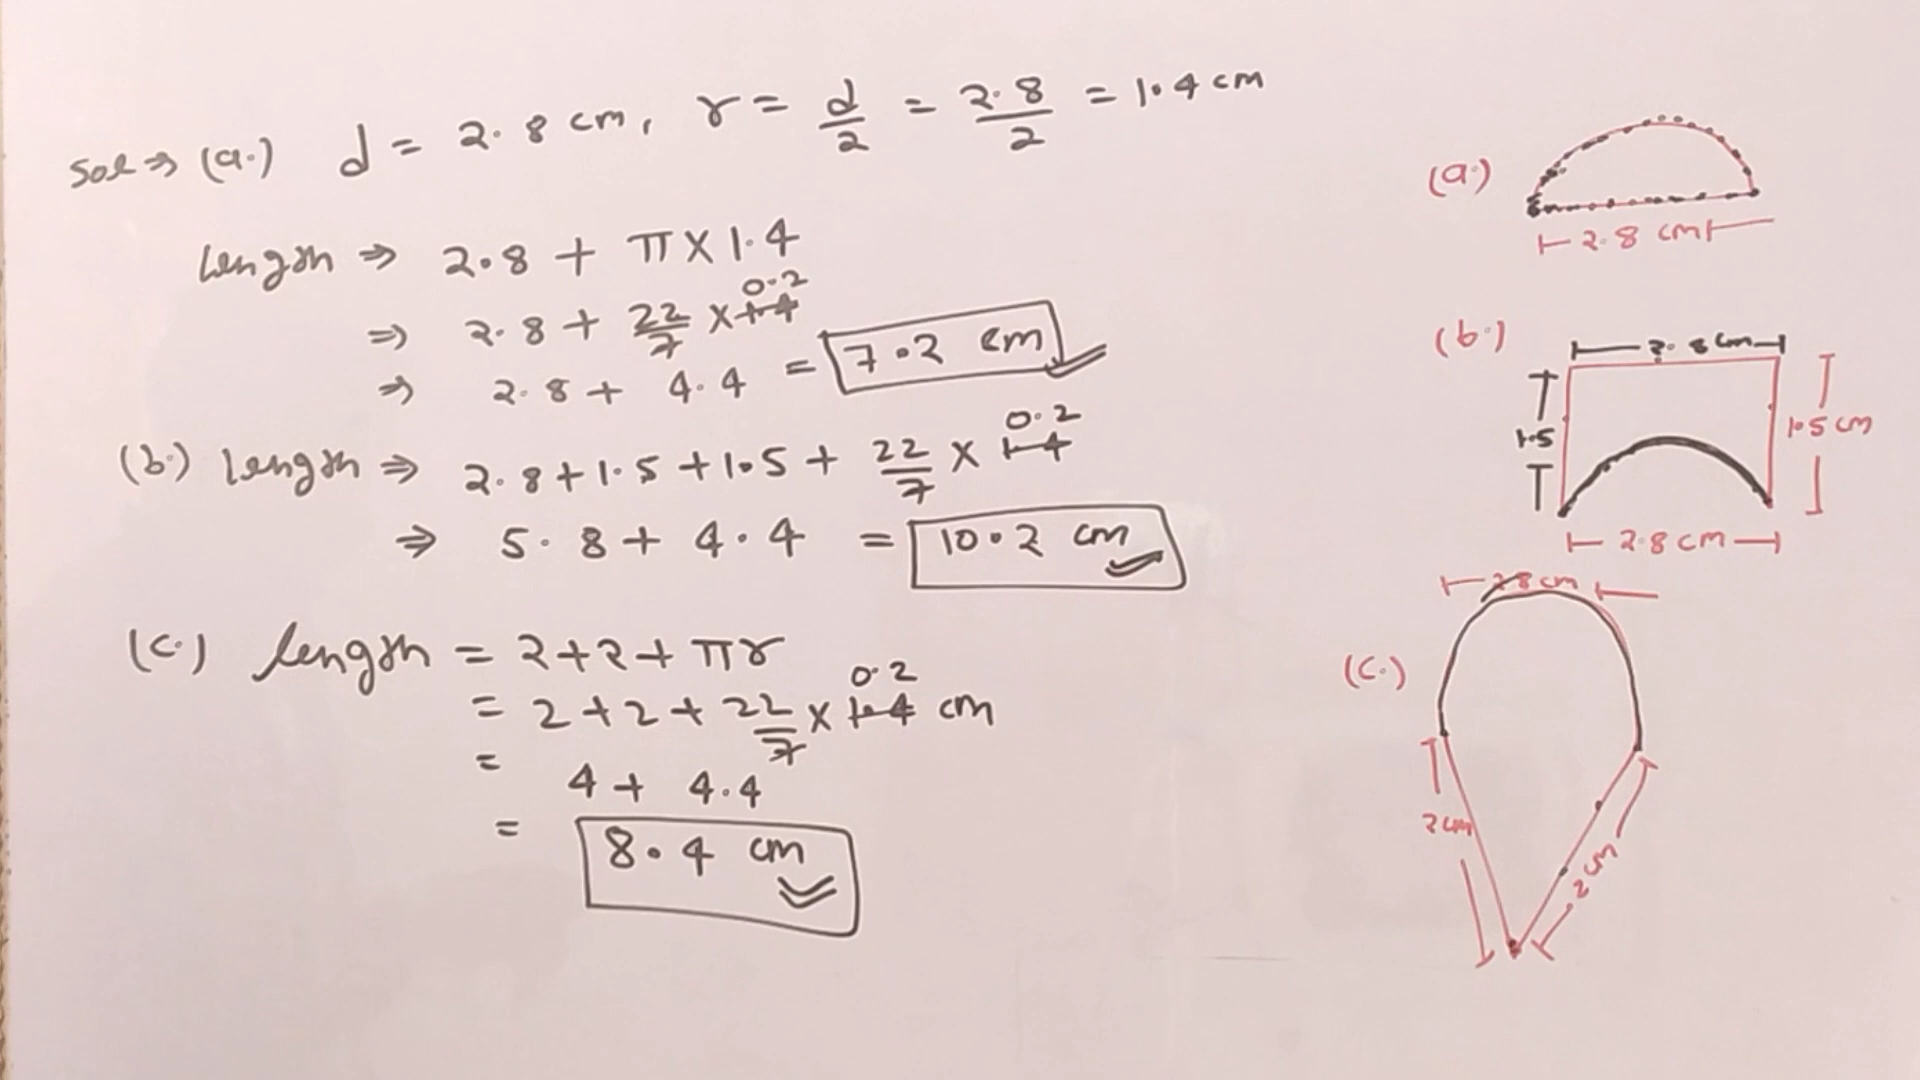 Sol ⇒ (a.) d = 2.8 cm, r = d/2 = 2.8/2 = 1.4 cm
Length ⇒ 2.8 + π × 1.4
0.2
⇒ 2.8 + 22/7 × 1.4
⇒ 2.8 + 4.4 = 7.2 cm
0.2
(b.) Length ⇒ 2.8 + 1.5 + 1.5 + 22/7 × 1.4
⇒ 5.8 + 4.4 = 10.2 cm
(c.) length = 2 + 2 + πr
0.2
= 2 + 2 + 22/7 × 1.4 cm
= 4 + 4.4
= 8.4 cm
(a.)
2.8 cm
(b.)
2.8 cm
1.5
1.5 cm
2.8 cm
2.8 cm
(c.)
2 cm
2 cm